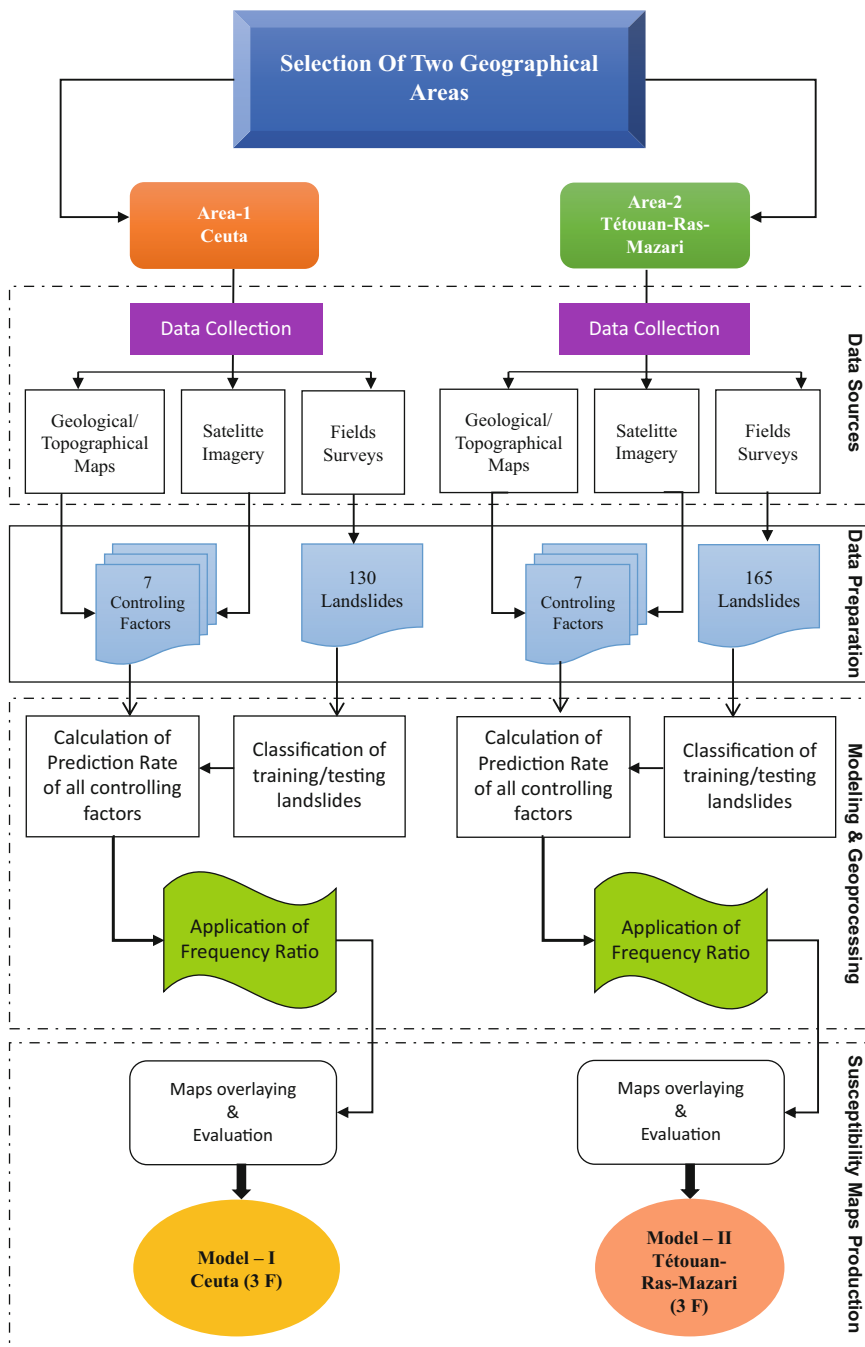 Selection Of Two Geographical
Areas
Area-1
Ceuta
Area-2
Tétouan-Ras-
Mazari
Data Collection
Data Collection
Geological/
Topographical
Maps
Satelitte
Imagery
Fields
Surveys
Geological/
Topographical
Maps
Satelitte
Imagery
Fields
Surveys
Data Sources
7
Controling
Factors
130
Landslides
7
Controling
Factors
165
Landslides
Data Preparation
Calculation of
Prediction Rate
of all controlling
factors
Classification of
training/testing
landslides
Calculation of
Prediction Rate
of all controlling
factors
Classification of
training/testing
landslides
Application of
Frequency Ratio
Application of
Frequency Ratio
Modeling & Geoprocessing
Maps overlaying
&
Evaluation
Maps overlaying
&
Evaluation
Model – I
Ceuta (3 F)
Model – II
Tétouan-
Ras-Mazari
(3 F)
Susceptibility Maps Production